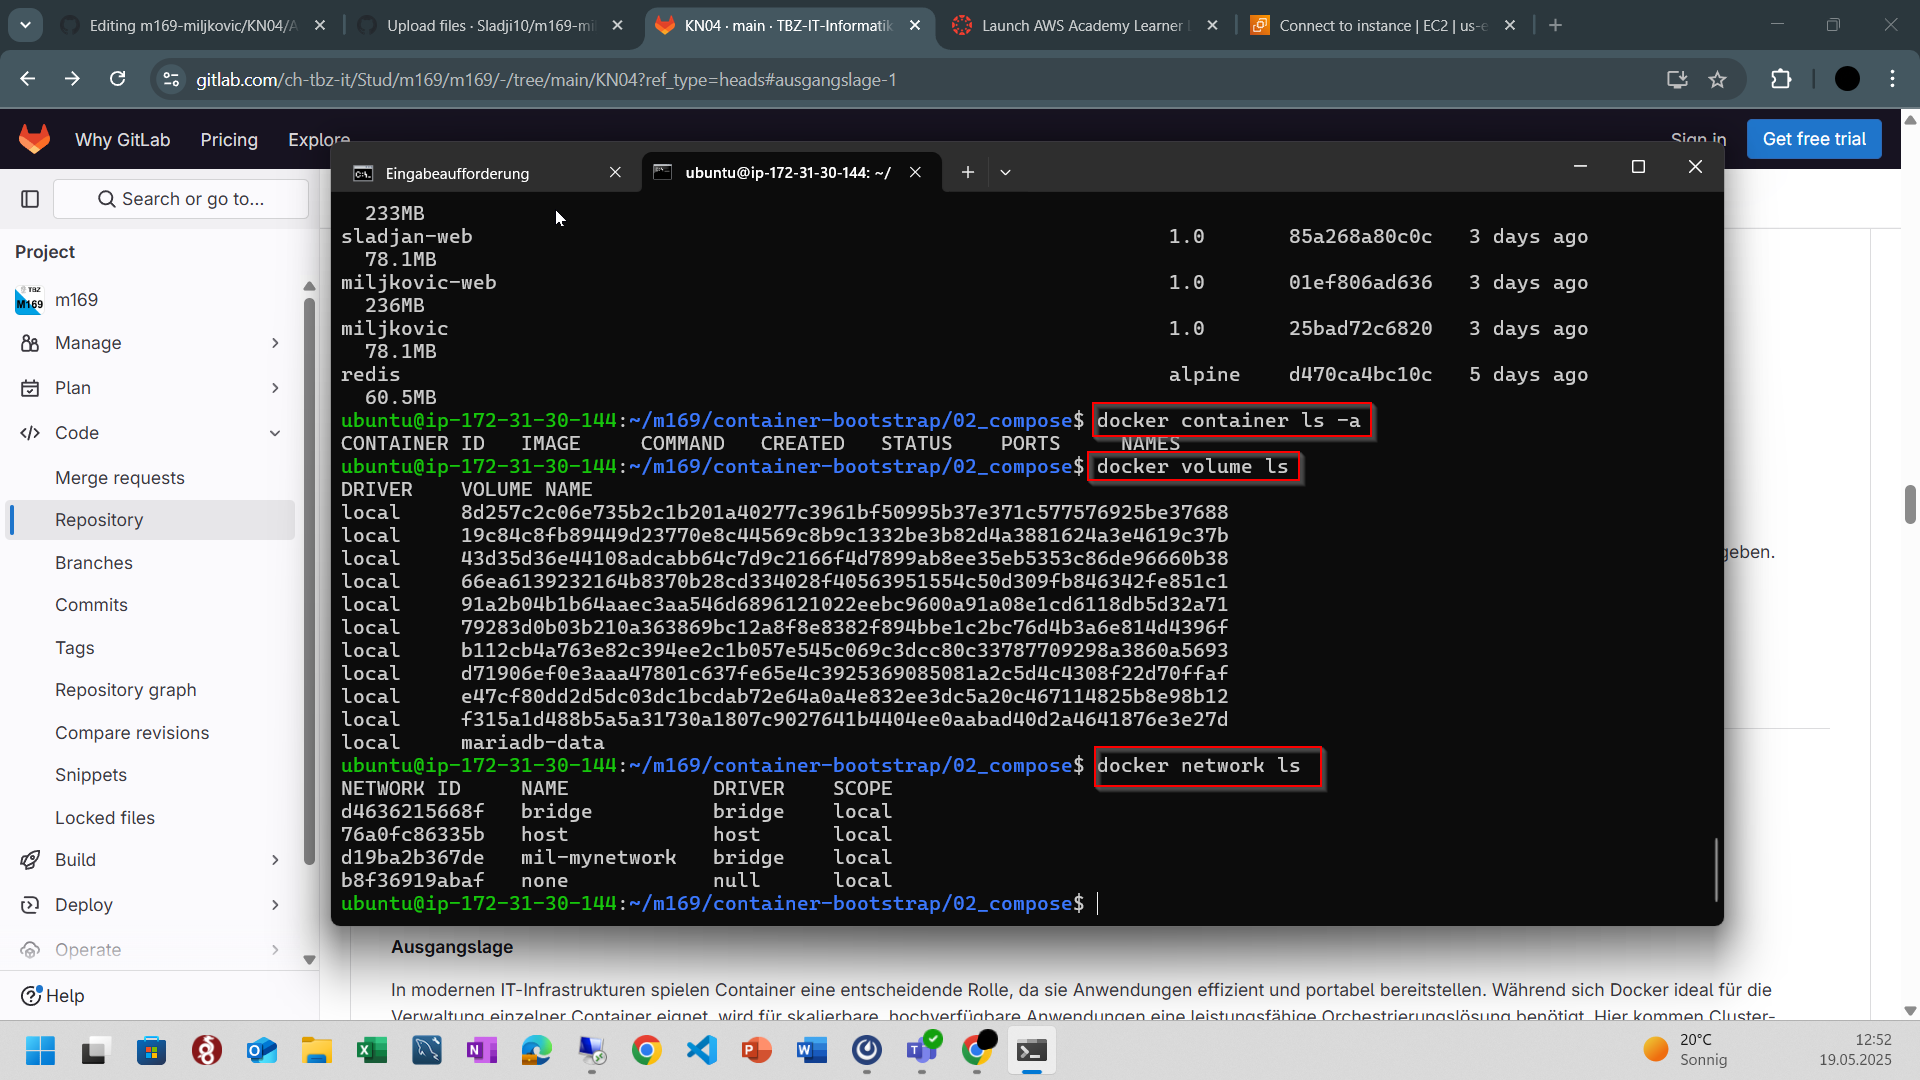 Editing m169-miljkovic/KN04/A
Upload files · Sladji10/m169-mi
KN04 · main · TBZ-IT-Informatik
Launch AWS Academy Learner L
Connect to instance | EC2 | us-e
gitlab.com/ch-tbz-it/Stud/m169/m169/-/tree/main/KN04?ref_type=heads#ausgangslage-1
Why GitLab
Pricing
Explore
Sign in
Get free trial
Search or go to...
Project
TBZ
M169
m169
Manage
Plan
Code
Merge requests
Repository
Branches
Commits
Tags
Repository graph
Compare revisions
Snippets
Locked files
Build
Deploy
Operate
Help
Eingabeaufforderung
ubuntu@ip-172-31-30-144: ~/
233MB
sladjan-web 1.0 85a268a80c0c 3 days ago
78.1MB
miljkovic-web 1.0 01ef806ad636 3 days ago
236MB
miljkovic 1.0 25bad72c6820 3 days ago
78.1MB
redis alpine d470ca4bc10c 5 days ago
60.5MB
ubuntu@ip-172-31-30-144:~/m169/container-bootstrap/02_compose$ docker container ls -a
CONTAINER ID IMAGE COMMAND CREATED STATUS PORTS NAMES
ubuntu@ip-172-31-30-144:~/m169/container-bootstrap/02_compose$ docker volume ls
DRIVER VOLUME NAME
local 8d257c2c06e735b2c1b201a40277c3961bf50995b37e371c577576925be37688
local 19c84c8fb89449d23770e8c44569c8b9c1332be3b82d4a3881624a3e4619c37b
local 43d35d36e44108adcabb64c7d9c2166f4d7899ab8ee35eb5353c86de96660b38
local 66ea6139232164b8370b28cd334028f40563951554c50d309fb846342fe851c1
local 91a2b04b1b64aaec3aa546d6896121022eebc9600a91a08e1cd6118db5d32a71
local 79283d0b03b210a363869bc12a8f8e8382f894bbe1c2bc76d4b3a6e814d4396f
local b112cb4a763e82c394ee2c1b057e545c069c3dcc80c33787709298a3860a5693
local d71906ef0e3aaa47801c637fe65e4c3925369085081a2c5d4c4308f22d70ffaf
local e47cf80dd2d5dc03dc1bcdab72e64a0a4e832ee3dc5a20c467114825b8e98b12
local f315a1d488b5a5a31730a1807c9027641b4404ee0aabad40d2a4641876e3e27d
local mariadb-data
ubuntu@ip-172-31-30-144:~/m169/container-bootstrap/02_compose$ docker network ls
NETWORK ID NAME DRIVER SCOPE
d4636215668f bridge bridge local
76a0fc86335b host host local
d19ba2b367de mil-mynetwork bridge local
b8f36919abaf none null local
ubuntu@ip-172-31-30-144:~/m169/container-bootstrap/02_compose$
geben.
Ausgangslage
In modernen IT-Infrastrukturen spielen Container eine entscheidende Rolle, da sie Anwendungen effizient und portabel bereitstellen. Während sich Docker ideal für die
Verwaltung einzelner Container eignet, wird für skalierbare, hochverfügbare Anwendungen eine leistungsfähige Orchestrierungslösung benötigt. Hier kommen Cluster-
20°C
Sonnig
12:52
19.05.2025